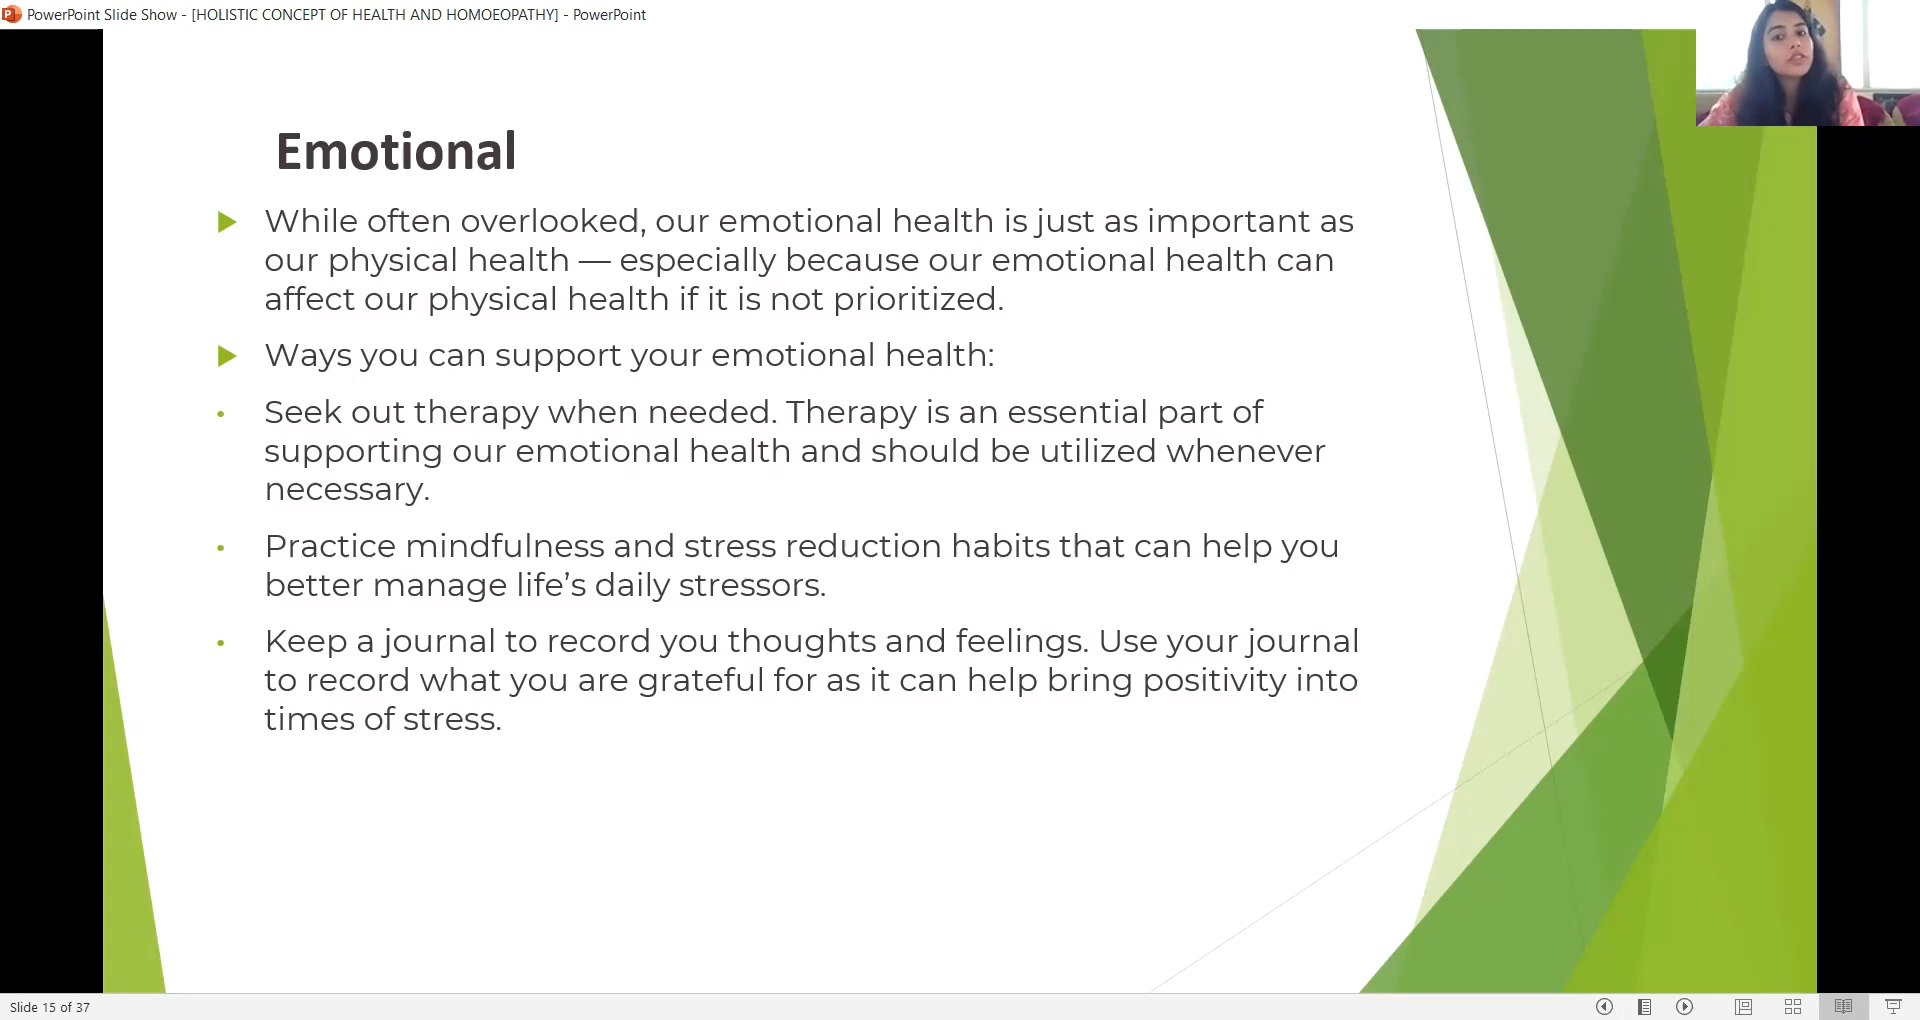 PowerPoint Slide Show - [HOLISTIC CONCEPT OF HEALTH AND HOMOEOPATHY] - PowerPoint
Emotional
While often overlooked, our emotional health is just as important as
our physical health — especially because our emotional health can
affect our physical health if it is not prioritized.
Ways you can support your emotional health:
Seek out therapy when needed. Therapy is an essential part of
supporting our emotional health and should be utilized whenever
necessary.
Practice mindfulness and stress reduction habits that can help you
better manage life’s daily stressors.
Keep a journal to record you thoughts and feelings. Use your journal
to record what you are grateful for as it can help bring positivity into
times of stress.
Slide 15 of 37